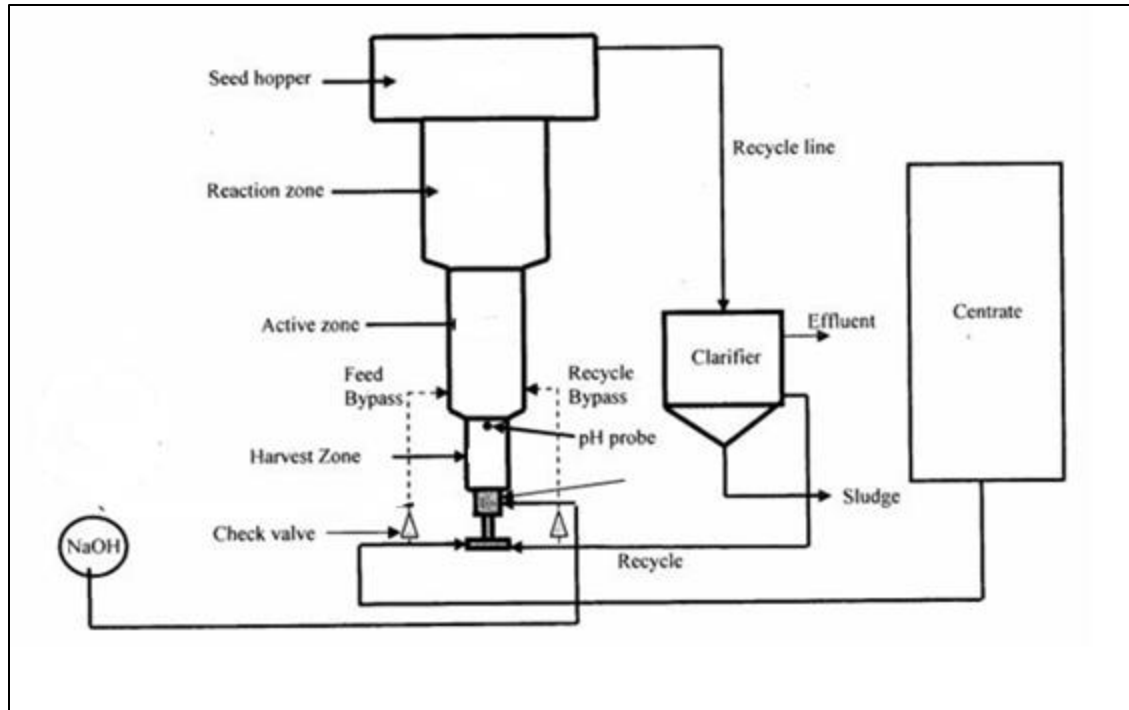 Seed hopper
Recycle line
Reaction zone
Centrate
Active zone
Effluent
Clarifier
Feed
Bypass
Recycle
Bypass
pH probe
Harvest Zone
Sludge
Check valve
NaOH
Recycle